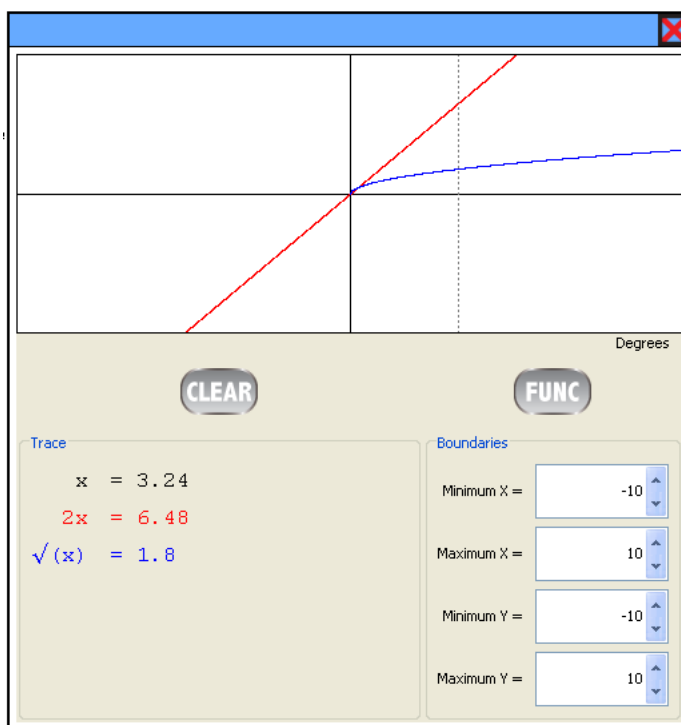 Degrees
CLEAR
FUNC
Trace
x = 3.24
2x = 6.48
√(x) = 1.8
Boundaries
Minimum X = -10
Maximum X = 10
Minimum Y = -10
Maximum Y = 10